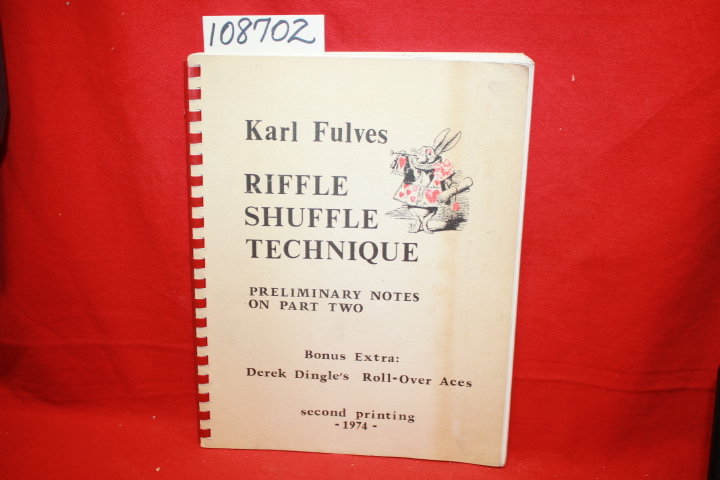 108702
Karl Fulves
RIFFLE
SHUFFLE
TECHNIQUE
PRELIMINARY NOTES
ON PART TWO
Bonus Extra:
Derek Dingle's Roll-Over Aces
second printing
- 1974 -